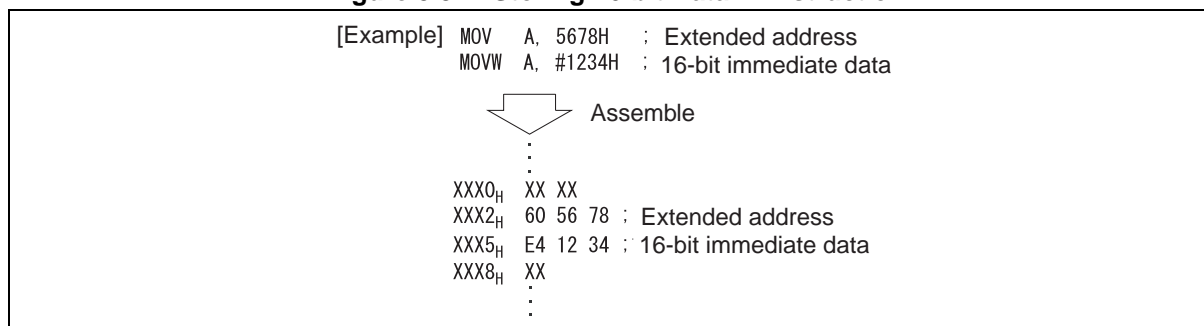 [Example] MOV A, 5678H ; Extended address
MOVW A, #1234H ; 16-bit immediate data
Assemble
XXX0H XX XX
XXX2H 60 56 78 ; Extended address
XXX5H E4 12 34 ; 16-bit immediate data
XXX8H XX